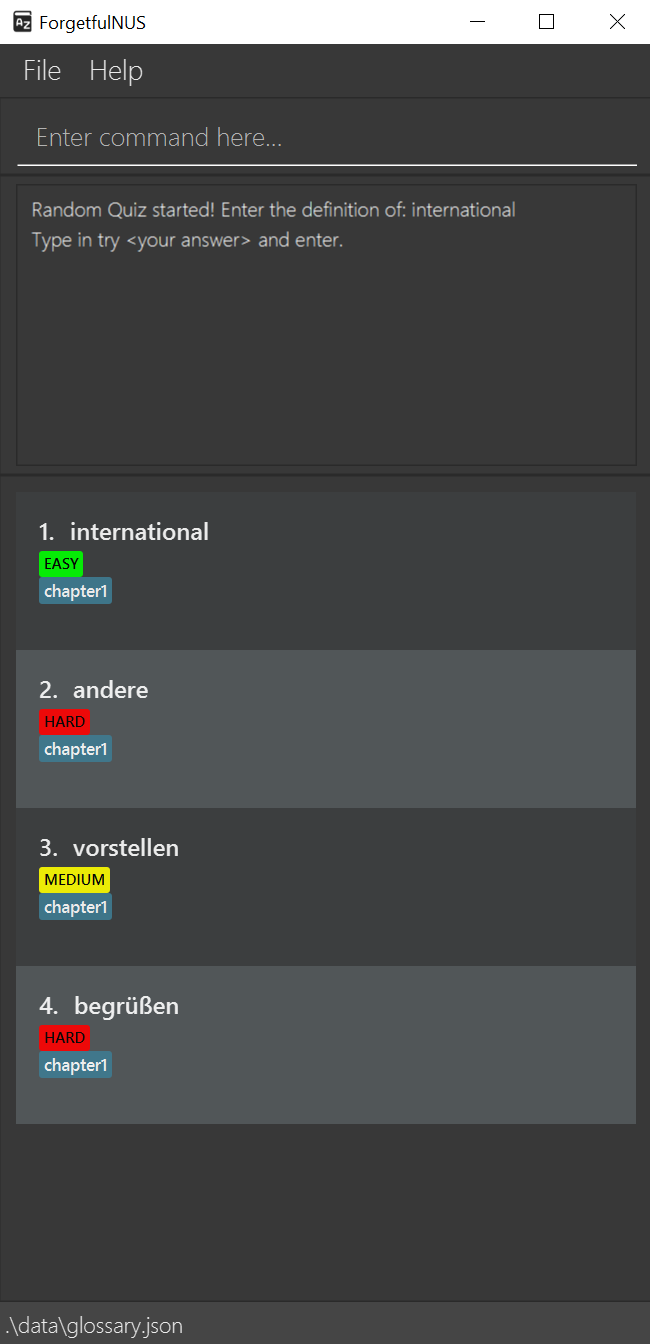 ForgetfulNUS
File Help
Enter command here...
Random Quiz started! Enter the definition of: international
Type in try <your answer> and enter.
1. international
EASY
chapter1
2. andere
HARD
chapter1
3. vorstellen
MEDIUM
chapter1
4. begrüßen
HARD
chapter1
.\data\glossary.json